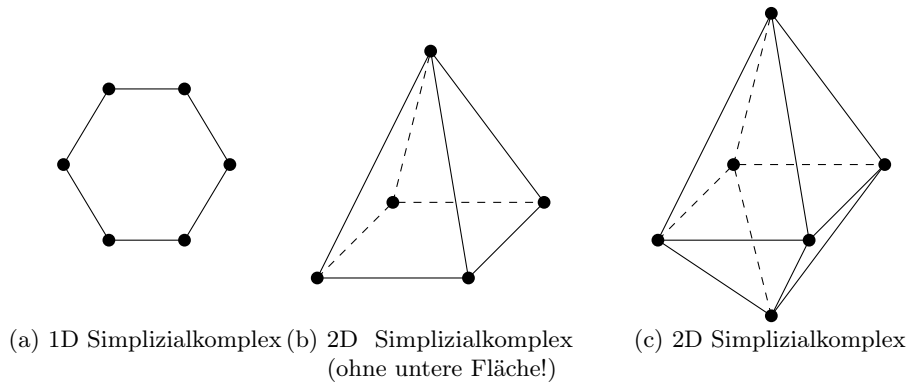 (a) 1D Simplizialkomplex
(b) 2D Simplizialkomplex
(ohne untere Fläche!)
(c) 2D Simplizialkomplex